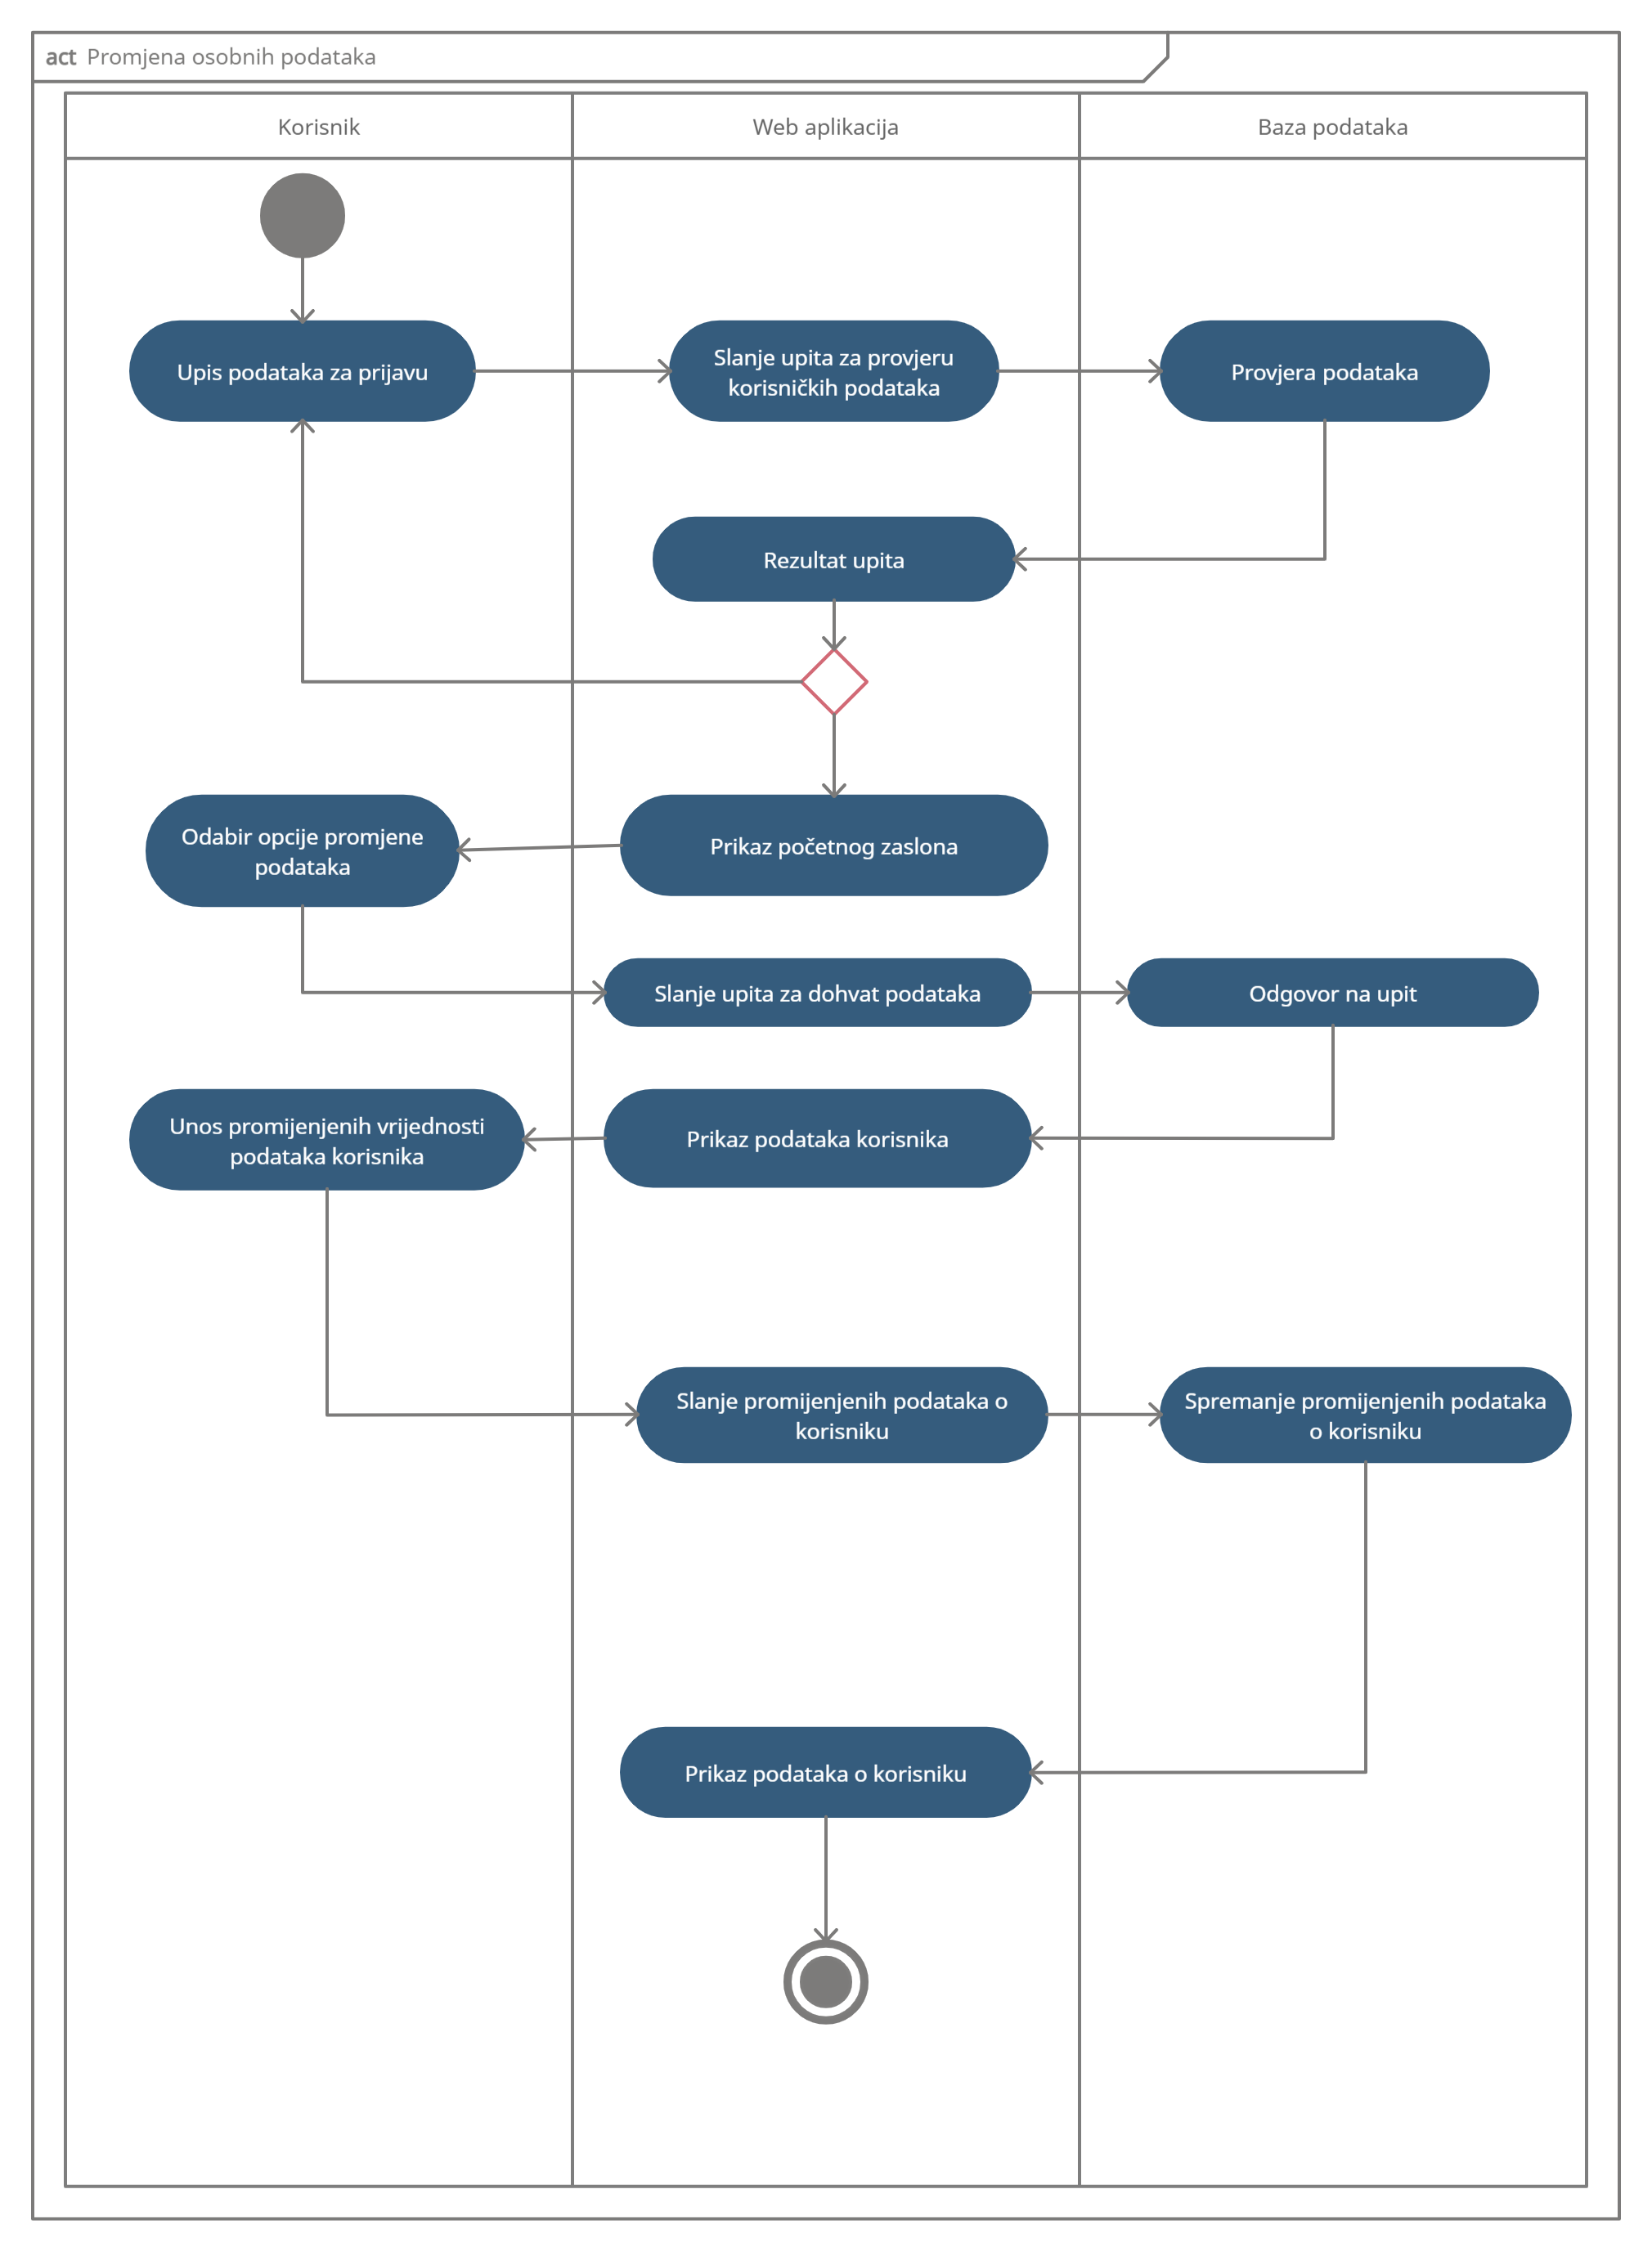 act Promjena osobnih podataka
Korisnik
Web aplikacija
Baza podataka
Upis podataka za prijavu
Slanje upita za provjeru
korisničkih podataka
Provjera podataka
Rezultat upita
Odabir opcije promjene
podataka
Prikaz početnog zaslona
Slanje upita za dohvat podataka
Odgovor na upit
Unos promijenjenih vrijednosti
podataka korisnika
Prikaz podataka korisnika
Slanje promijenjenih podataka o
korisniku
Spremanje promijenjenih podataka
o korisniku
Prikaz podataka o korisniku